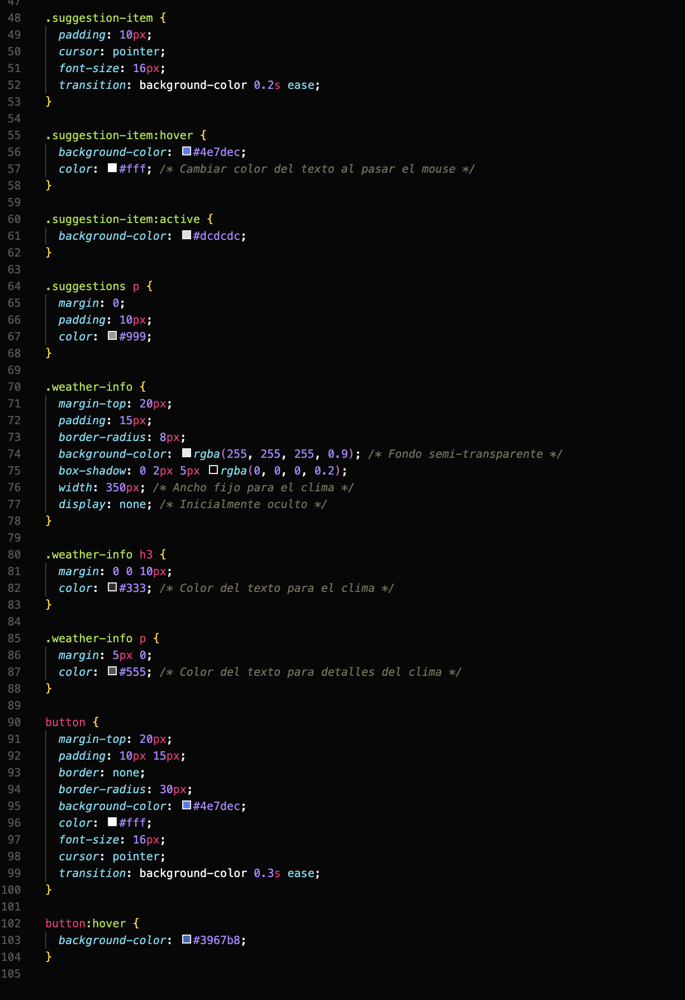 47
48 .suggestion-item {
49 padding: 10px;
50 cursor: pointer;
51 font-size: 16px;
52 transition: background-color 0.2s ease;
53 }
54
55 .suggestion-item:hover {
56 background-color: #4e7dec;
57 color: #fff; /* Cambiar color del texto al pasar el mouse */
58 }
59
60 .suggestion-item:active {
61 background-color: #dcdcdc;
62 }
63
64 .suggestions p {
65 margin: 0;
66 padding: 10px;
67 color: #999;
68 }
69
70 .weather-info {
71 margin-top: 20px;
72 padding: 15px;
73 border-radius: 8px;
74 background-color: rgba(255, 255, 255, 0.9); /* Fondo semi-transparente */
75 box-shadow: 0 2px 5px rgba(0, 0, 0, 0.2);
76 width: 350px; /* Ancho fijo para el clima */
77 display: none; /* Inicialmente oculto */
78 }
79
80 .weather-info h3 {
81 margin: 0 0 10px;
82 color: #333; /* Color del texto para el clima */
83 }
84
85 .weather-info p {
86 margin: 5px 0;
87 color: #555; /* Color del texto para detalles del clima */
88 }
89
90 button {
91 margin-top: 20px;
92 padding: 10px 15px;
93 border: none;
94 border-radius: 30px;
95 background-color: #4e7dec;
96 color: #fff;
97 font-size: 16px;
98 cursor: pointer;
99 transition: background-color 0.3s ease;
100 }
101
102 button:hover {
103 background-color: #3967b8;
104 }
105